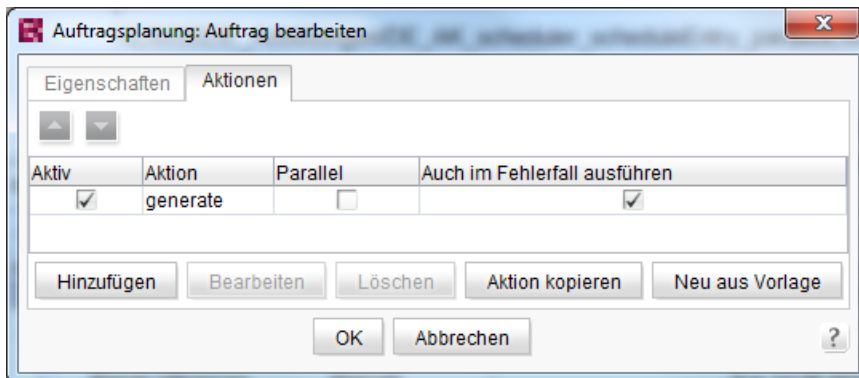 Auftragsplanung: Auftrag bearbeiten
Eigenschaften Aktionen
Aktiv Aktion Parallel Auch im Fehlerfall ausführen
generate
Hinzufügen Bearbeiten Löschen Aktion kopieren Neu aus Vorlage
OK Abbrechen ?